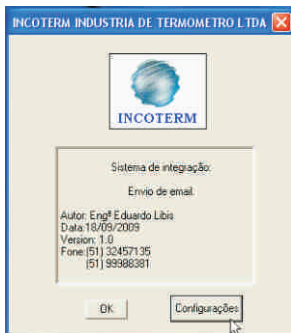 INCOTERM INDUSTRIA DE TERMOMETRO LTDA
INCOTERM
Sistema de integração:
Envio de email
Autor: Engº Eduardo Libis
Data:18/09/2009
Version: 1.0
Fone:(51) 32457135
(51) 99988381
OK
Configurações